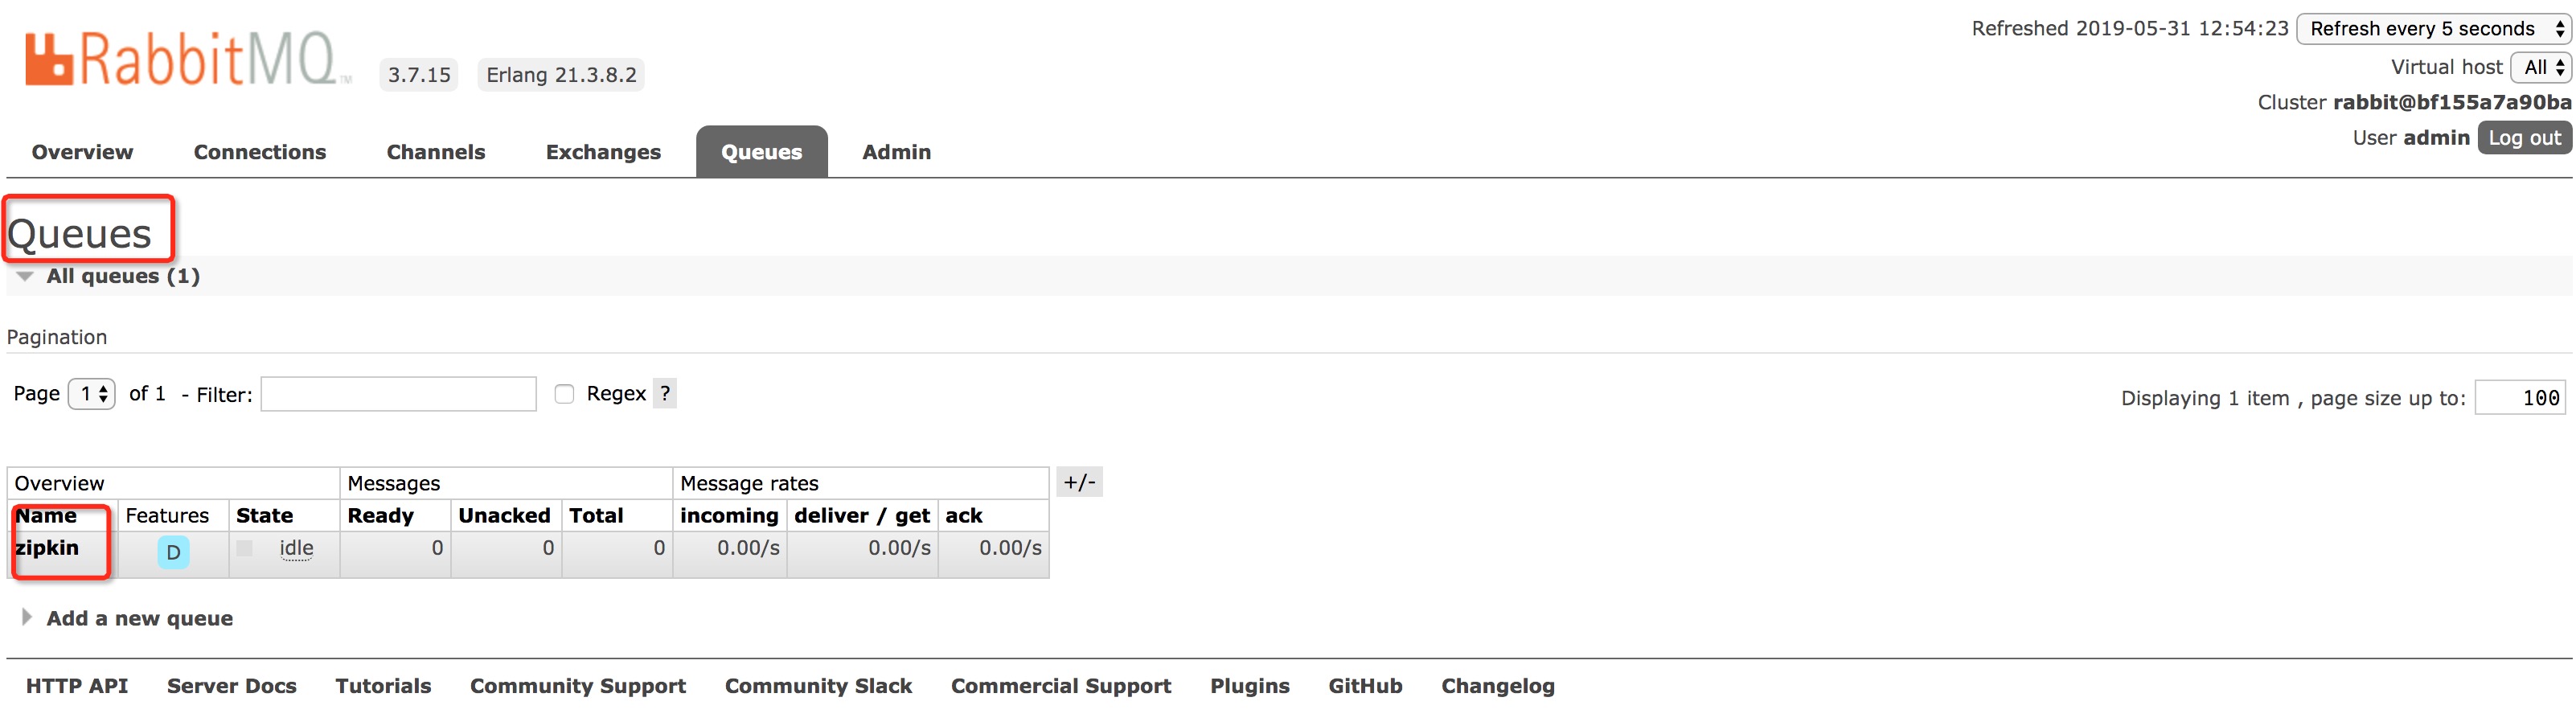 RabbitMQ™ 3.7.15 Erlang 21.3.8.2
Refreshed 2019-05-31 12:54:23 Refresh every 5 seconds
Virtual host All
Cluster rabbit@bf155a7a90ba
User admin Log out
Overview Connections Channels Exchanges Queues Admin
Queues
All queues (1)
Pagination
Page 1 of 1 - Filter: Regex ?
Displaying 1 item , page size up to: 100
Overview Messages Message rates +/-
Name Features State Ready Unacked Total incoming deliver / get ack
zipkin D idle 0 0 0 0.00/s 0.00/s 0.00/s
Add a new queue
HTTP API Server Docs Tutorials Community Support Community Slack Commercial Support Plugins GitHub Changelog